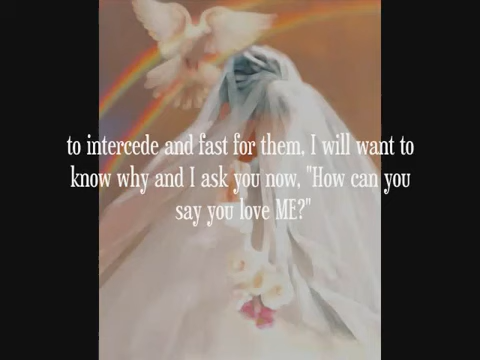 to intercede and fast for them, I will want to
know why and I ask you now, "How can you
say you love ME?"